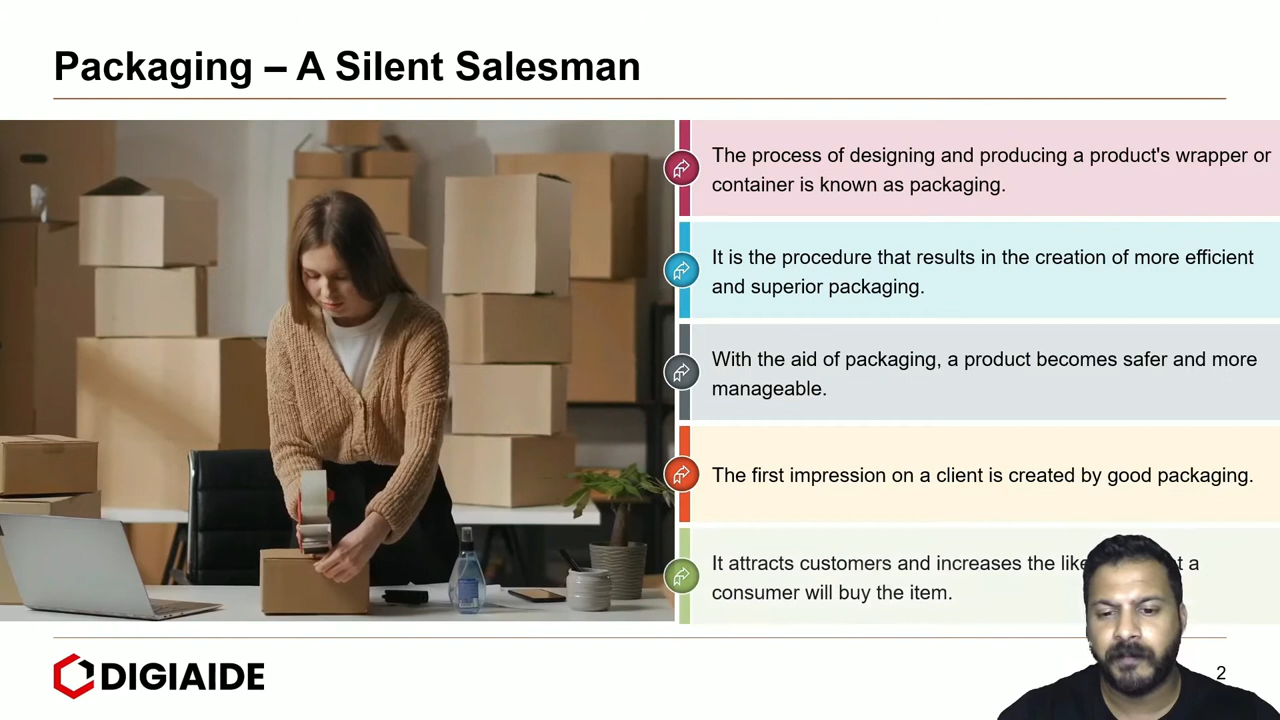 Packaging – A Silent Salesman
The process of designing and producing a product's wrapper or
container is known as packaging.
It is the procedure that results in the creation of more efficient
and superior packaging.
With the aid of packaging, a product becomes safer and more
manageable.
The first impression on a client is created by good packaging.
It attracts customers and increases the a
consumer will buy the item.
DIGIAIDE
2